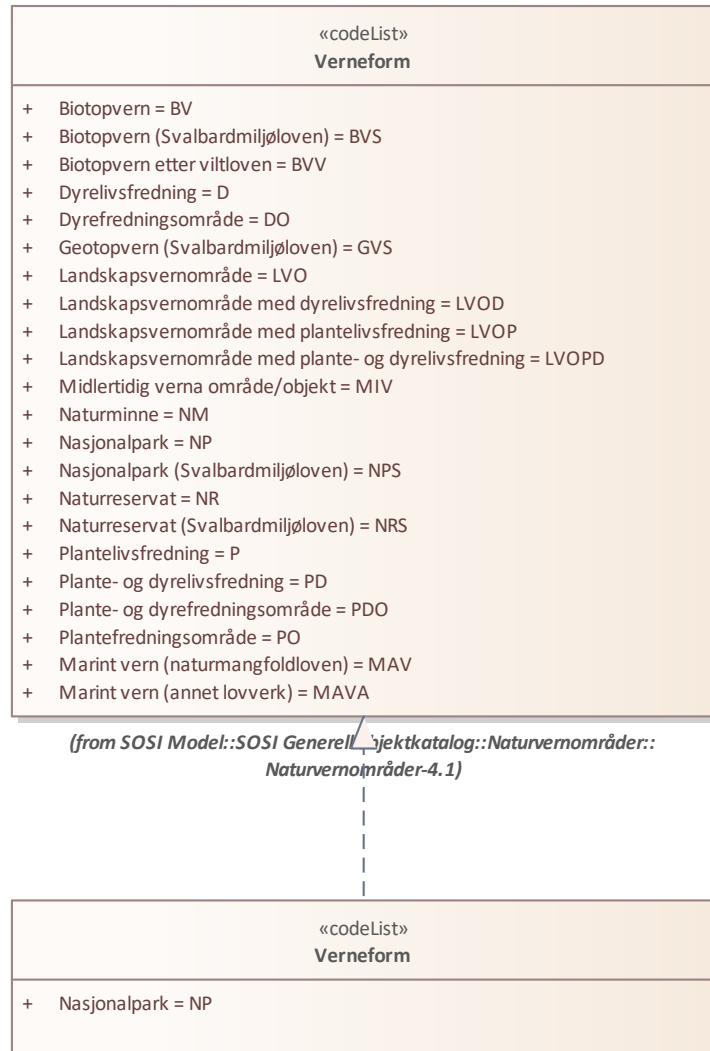 «codeList»
Verneform
+ Biotopvern = BV
+ Biotopvern (Svalbardmiljøloven) = BVS
+ Biotopvern etter viltloven = BVV
+ Dyrelivsfredning = D
+ Dyrefredningsområde = DO
+ Geotopvern (Svalbardmiljøloven) = GVS
+ Landskapsvernområde = LVO
+ Landskapsvernområde med dyrelivsfredning = LVOD
+ Landskapsvernområde med plantelivsfredning = LVOP
+ Landskapsvernområde med plante- og dyrelivsfredning = LVOPD
+ Midlertidig verna område/objekt = MIV
+ Naturminne = NM
+ Nasjonalpark = NP
+ Nasjonalpark (Svalbardmiljøloven) = NPS
+ Naturreservat = NR
+ Naturreservat (Svalbardmiljøloven) = NRS
+ Plantelivsfredning = P
+ Plante- og dyrelivsfredning = PD
+ Plante- og dyrefredningsområde = PDO
+ Plantefredningsområde = PO
+ Marint vern (naturmangfoldloven) = MAV
+ Marint vern (annet lovverk) = MAVA
(from SOSI Model::SOSI Generell objektkatalog::Naturvernområder::
Naturvernområder-4.1)
«codeList»
Verneform
+ Nasjonalpark = NP